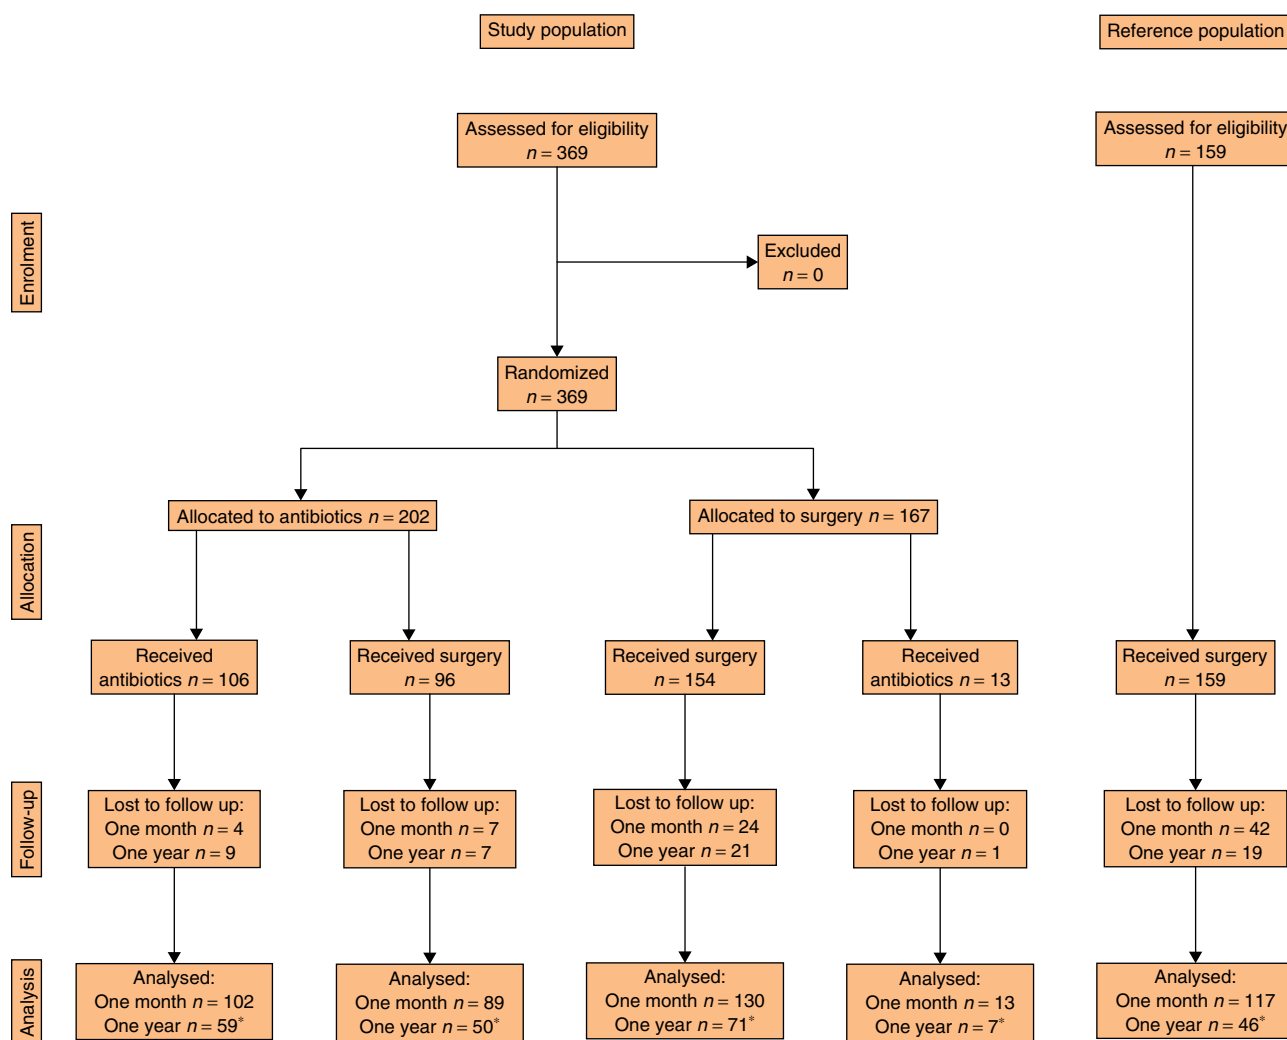 Study population
Reference population
Assessed for eligibility
n = 369
Assessed for eligibility
n = 159
Enrolment
Excluded
n = 0
Randomized
n = 369
Allocation
Allocated to antibiotics n = 202
Allocated to surgery n = 167
Received
antibiotics n = 106
Received surgery
n = 96
Received surgery
n = 154
Received
antibiotics n = 13
Received surgery
n = 159
Follow-up
Lost to follow up:
One month n = 4
One year n = 9
Lost to follow up:
One month n = 7
One year n = 7
Lost to follow up:
One month n = 24
One year n = 21
Lost to follow up:
One month n = 0
One year n = 1
Lost to follow up:
One month n = 42
One year n = 19
Analysis
Analysed:
One month n = 102
One year n = 59*
Analysed:
One month n = 89
One year n = 50*
Analysed:
One month n = 130
One year n = 71*
Analysed:
One month n = 13
One year n = 7*
Analysed:
One month n = 117
One year n = 46*